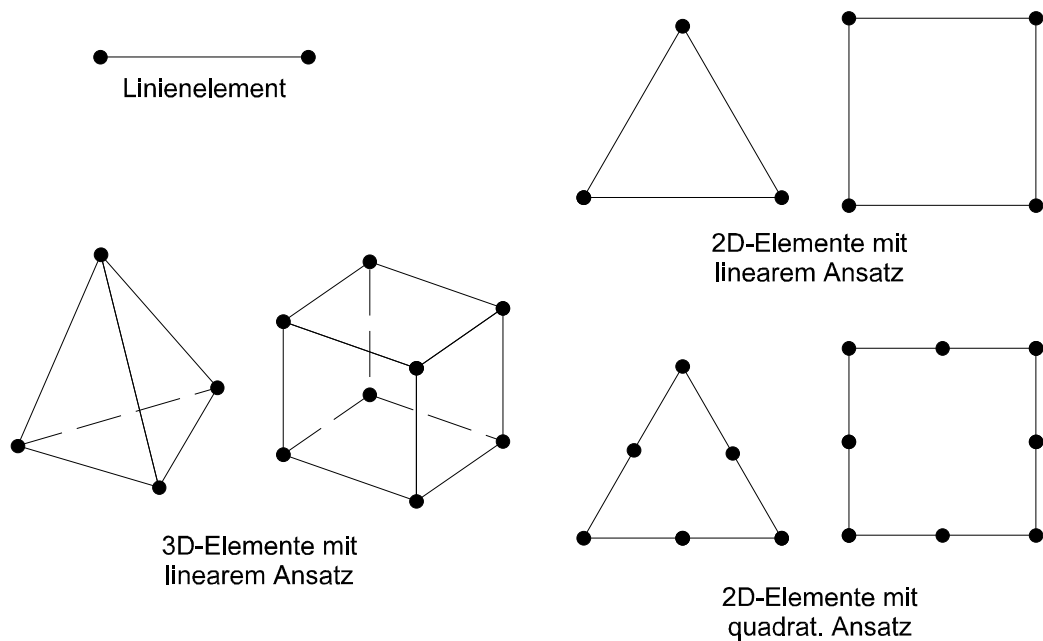 Linienelement
2D-Elemente mit
linearem Ansatz
3D-Elemente mit
linearem Ansatz
2D-Elemente mit
quadrat. Ansatz